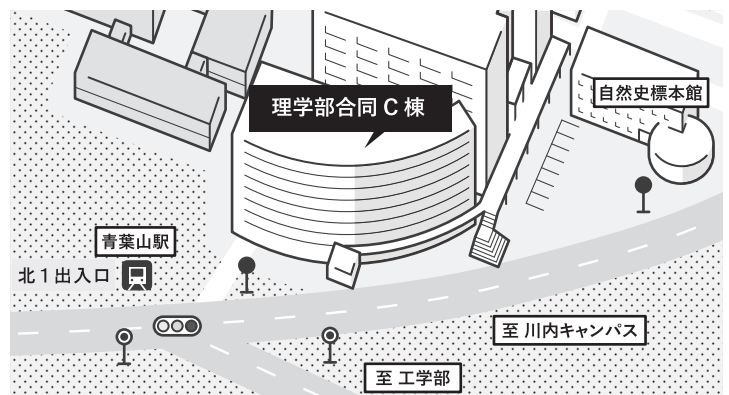 自然史標本館
理学部合同C棟
青葉山駅
北1出入口
至 川内キャンパス
至 工学部